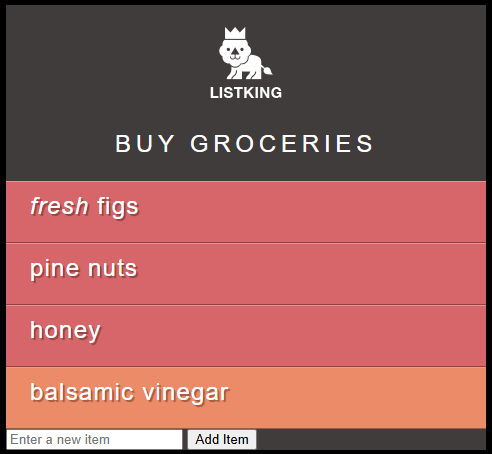 LISTKING
BUY GROCERIES
fresh figs
pine nuts
honey
balsamic vinegar
Enter a new item Add Item